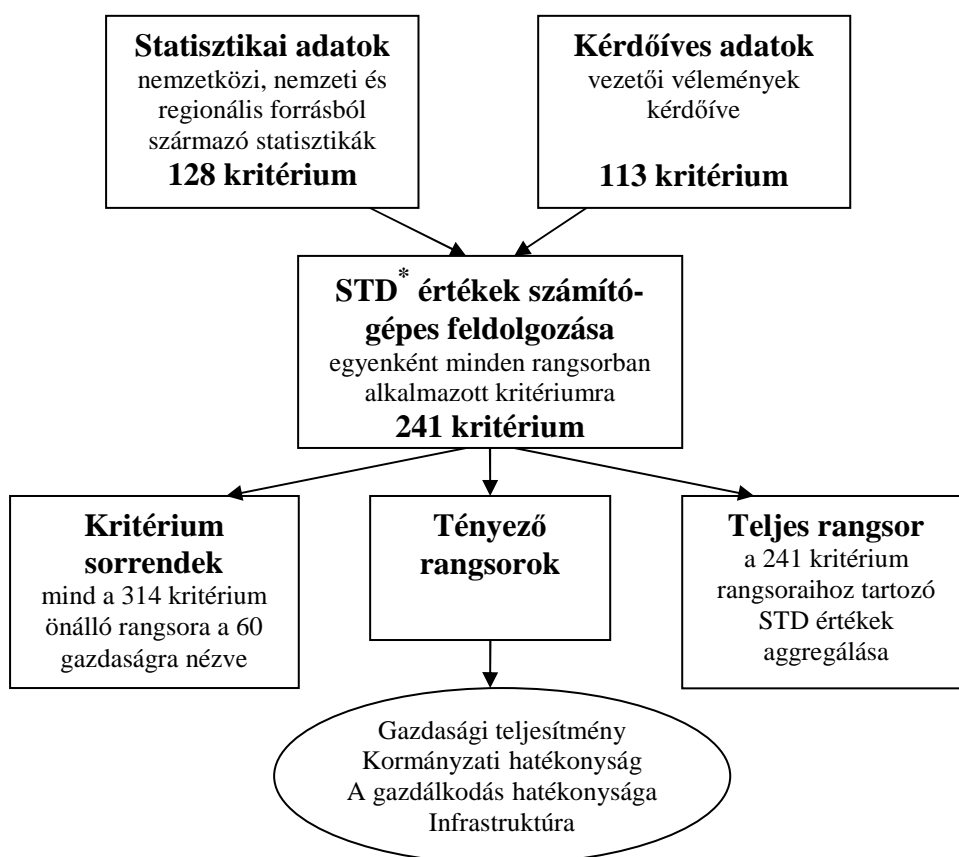 Statisztikai adatok
nemzetközi, nemzeti és
regionális forrásból
származó statisztikák
128 kritérium
Kérdőíves adatok
vezetői vélemények
kérdőíve
113 kritérium
STD* értékek számító-
gépes feldolgozása
egyenként minden rangsorban
alkalmazott kritériumra
241 kritérium
Kritérium
sorrendek
mind a 314 kritérium
önálló rangsora a 60
gazdaságra nézve
Tényező
rangsorok
Teljes rangsor
a 241 kritérium
rangsoraihoz tartozó
STD értékek
aggregálása
Gazdasági teljesítmény
Kormányzati hatékonyság
A gazdálkodás hatékonysága
Infrastruktúra